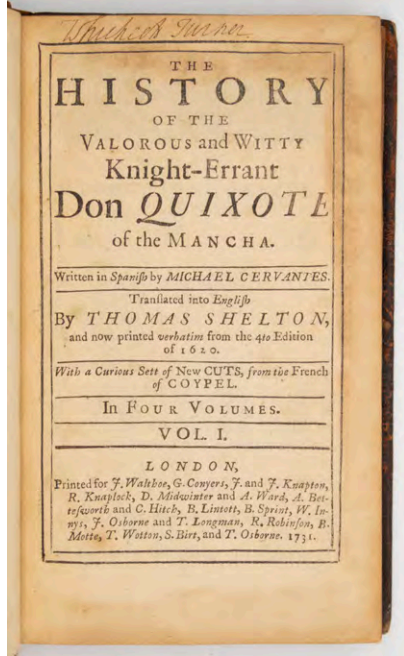 Turner
THE
HISTORY
OF THE
VALOROUS and WITTY
Knight-Errant
Don QUIXOTE
of the MANCHA.
Written in Spanish by MICHAEL CERVANTES.
Translated into English
By THOMAS SHELTON,
and now printed verbatim from the 4to Edition
of 1620.
With a Curious Sett of New CUTS, from the French
of COYPEL.
In FOUR VOLUMES.
VOL. I.
LONDON,
Printed for J. Walthoe, G. Conyers, J. and J. Knapton,
R. Knaplock, D. Midwinter and A. Ward, A. Bet-
tesworth and C. Hitch, B. Lintott, B. Sprint, W. In-
nys, J. Osborne and T. Longman, R. Robinson, B.
Motte, T. Wotton, S. Birt, and T. Osborne. 1731.